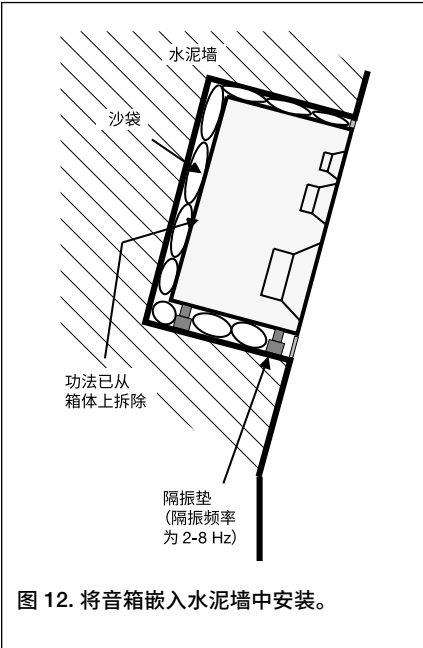 水泥墙
沙袋
功法已从
箱体上拆除
隔振垫
（隔振频率
为 2-8 Hz）
图 12. 将音箱嵌入水泥墙中安装。